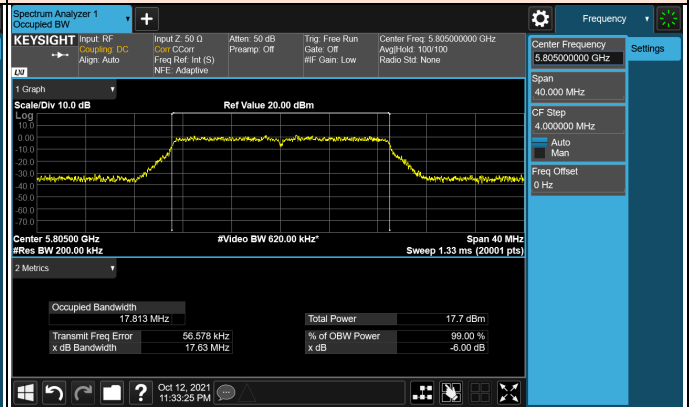 Spectrum Analyzer 1
Occupied BW
Frequency
KEYSIGHT
Input: RF
Coupling: DC
Align: Auto
Input Z: 50 Ω
Corr CCorr
Freq Ref: Int (S)
NFE: Adaptive
Atten: 50 dB
Preamp: Off
Trig: Free Run
Gate: Off
#IF Gain: Low
Center Freq: 5.805000000 GHz
Avg|Hold: 100/100
Radio Std: None
LXI
Center Frequency
5.805000000 GHz
Settings
Span
40.000 MHz
CF Step
4.000000 MHz
Auto
Man
Freq Offset
0 Hz
1 Graph
Scale/Div 10.0 dB
Ref Value 20.00 dBm
Log
10.0
0.00
-10.0
-20.0
-30.0
-40.0
-50.0
-60.0
-70.0
Center 5.80500 GHz
#Video BW 620.00 kHz*
Span 40 MHz
#Res BW 200.00 kHz
Sweep 1.33 ms (20001 pts)
2 Metrics
Occupied Bandwidth
17.813 MHz
Total Power 17.7 dBm
Transmit Freq Error 56.578 kHz
% of OBW Power 99.00 %
x dB Bandwidth 17.63 MHz
x dB -6.00 dB
Oct 12, 2021
11:33:25 PM